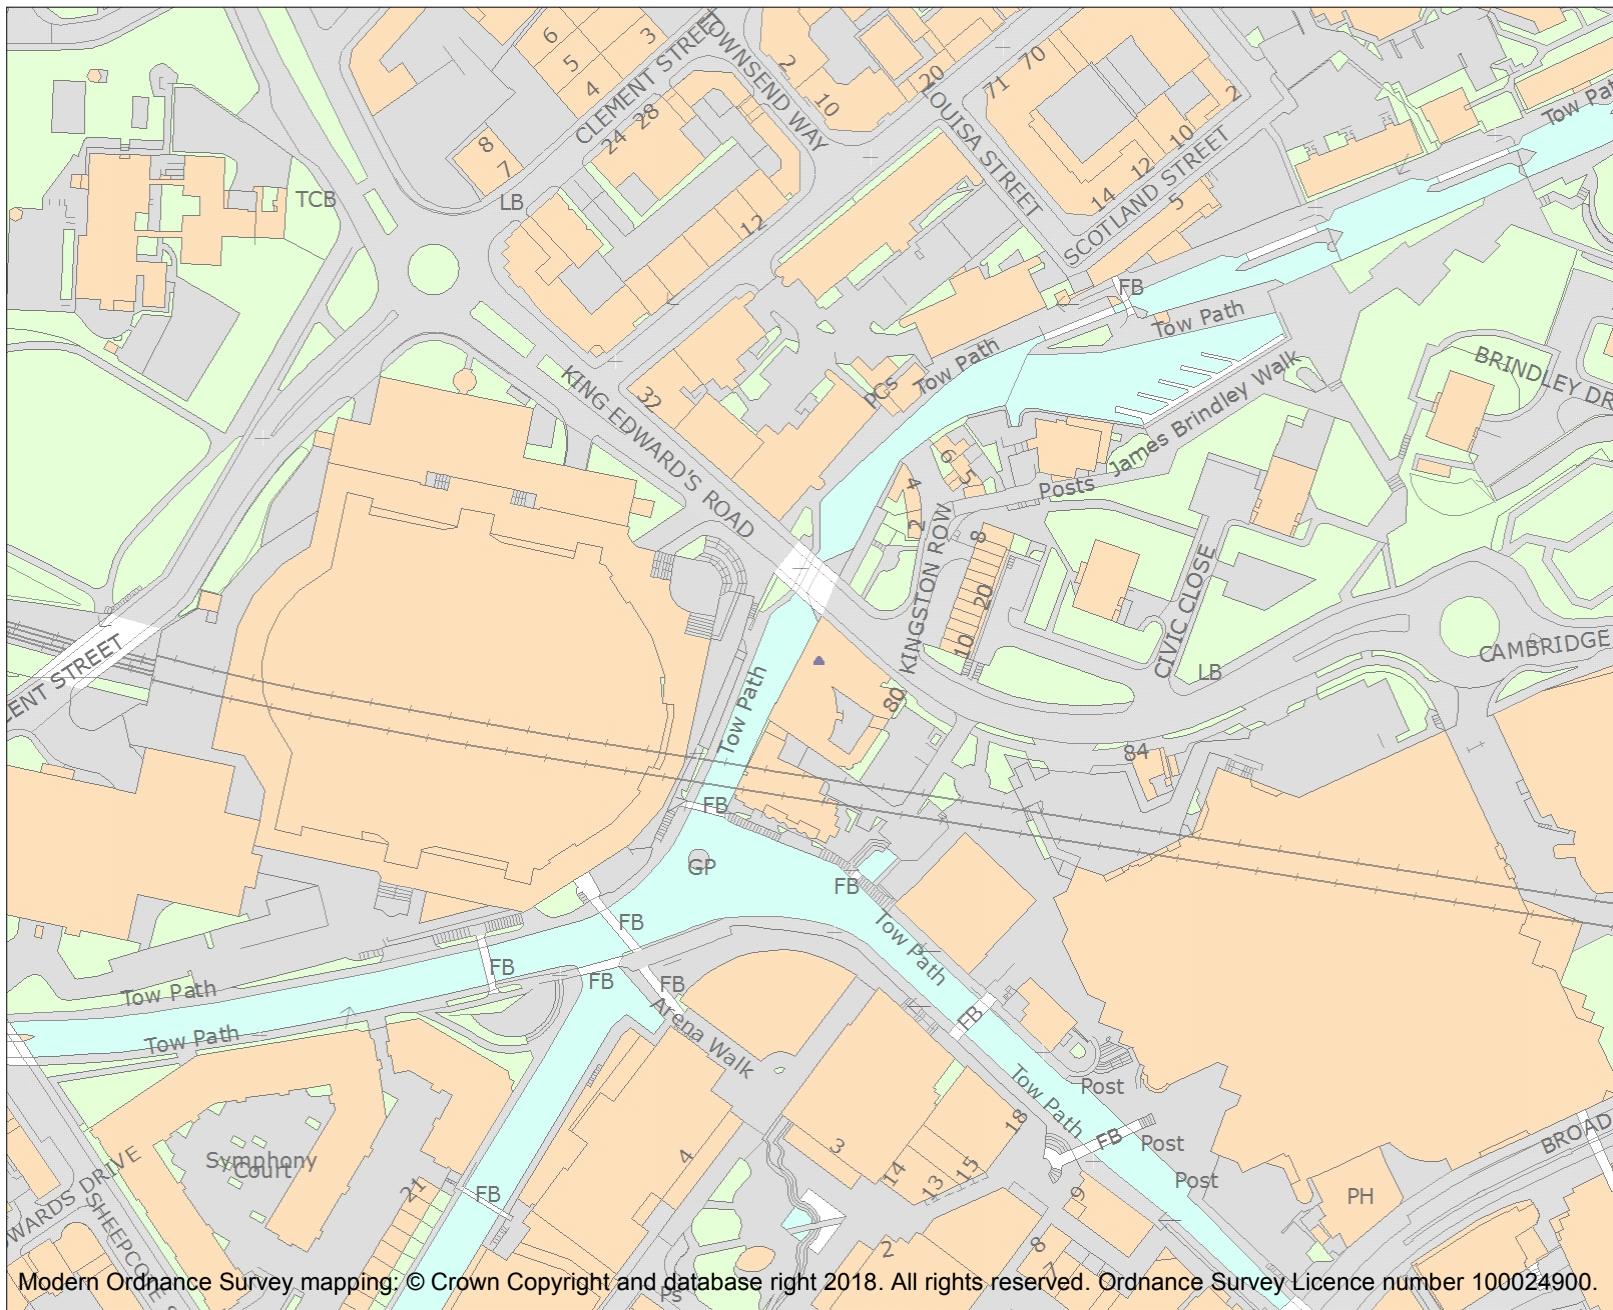 6
5
4
3
CLEMENT STREET
TOWNSEND WAY
2
10
20
70
71
LOUISA STREET
2
10
12
14
SCOTLAND STREET
5
Tow Pat
8
7
24
28
LB
TCB
12
FB
Tow Path
Tow Path
PCs
32
KING EDWARD'S ROAD
James Brindley Walk
Posts
BRINDLEY DR
6
5
4
2
KINGSTON ROW
8
20
10
CIVIC CLOSE
LB
CAMBRIDGE
CENT STREET
80
84
Tow Path
FB
GP
FB
Tow Path
FB
FB
FB
FB
FB
Arena Walk
Tow Path
Tow Path
Tow Path
Post
FB
Post
Post
BROAD
PH
18
9
3
14
13
15
4
Symphony
Court
21
FB
WARDS DRIVE
SHEEPCO
2
8
7
Ps
Modern Ordnance Survey mapping: © Crown Copyright and database right 2018. All rights reserved. Ordnance Survey Licence number 100024900.